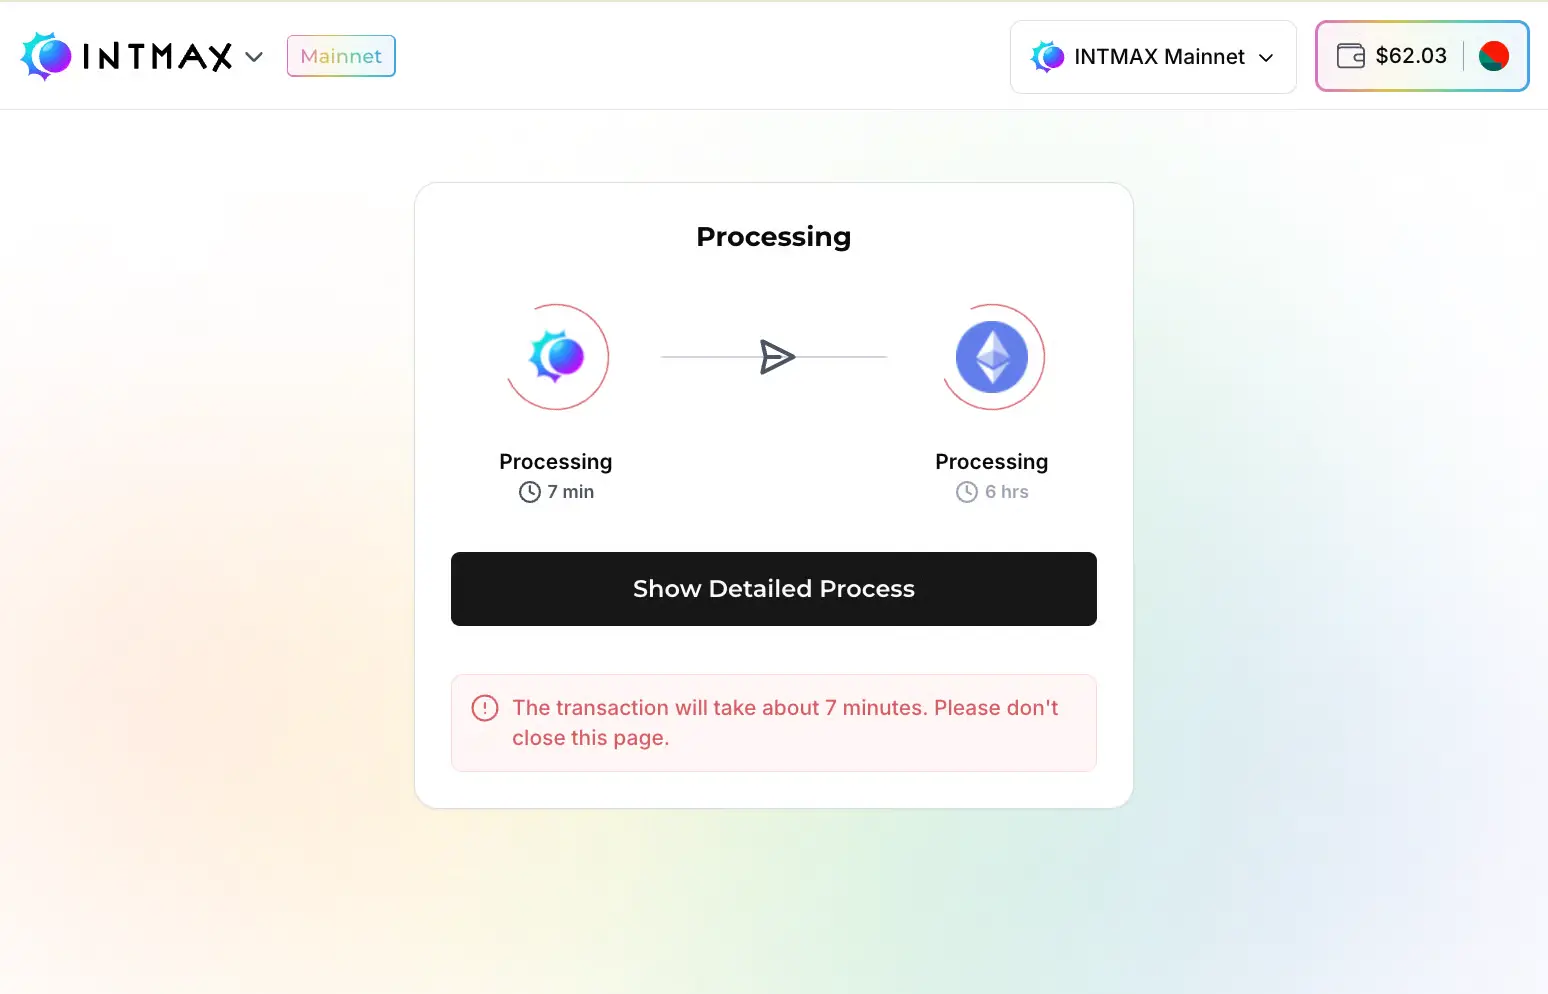 INTMAX
Mainnet
INTMAX Mainnet
$62.03
Processing
Processing
7 min
Processing
6 hrs
Show Detailed Process
The transaction will take about 7 minutes. Please don't
close this page.